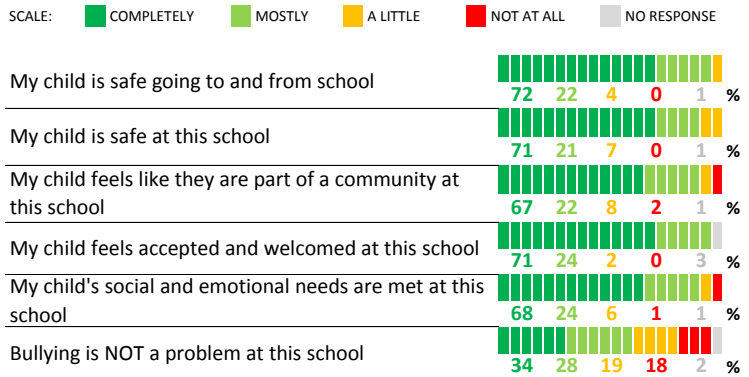 SCALE: COMPLETELY MOSTLY A LITTLE NOT AT ALL NO RESPONSE
My child is safe going to and from school
72 22 4 0 1 %
My child is safe at this school
71 21 7 0 1 %
My child feels like they are part of a community at
this school
67 22 8 2 1 %
My child feels accepted and welcomed at this school
71 24 2 0 3 %
My child's social and emotional needs are met at this
school
68 24 6 1 1 %
Bullying is NOT a problem at this school
34 28 19 18 2 %